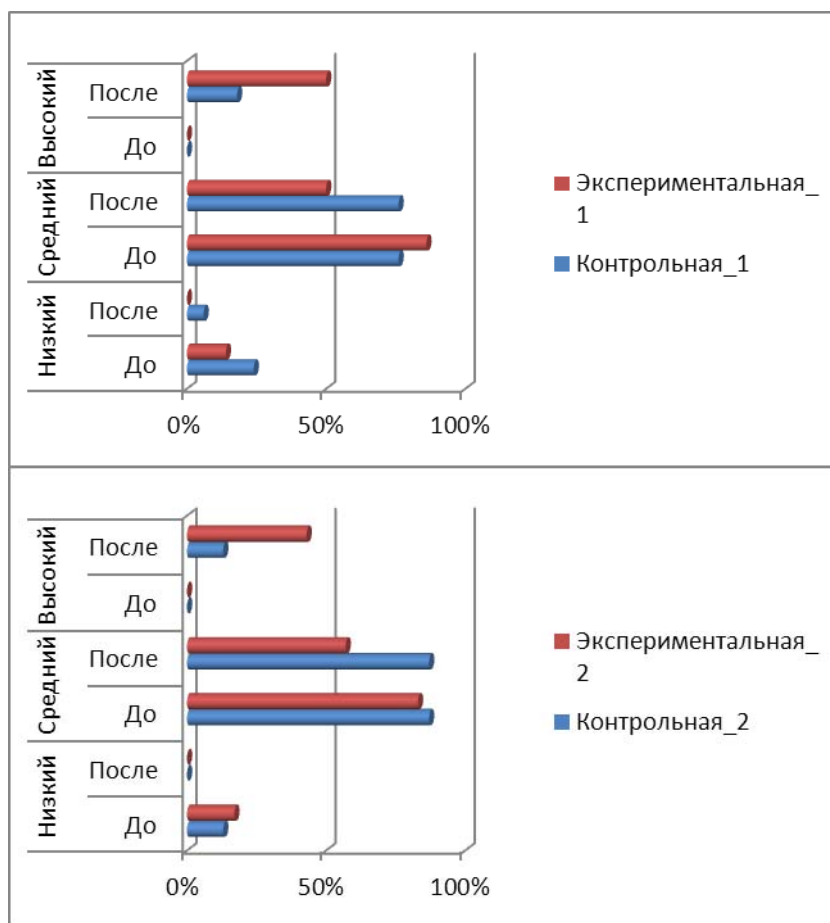 Высокий
После
До
Средний
После
До
Низкий
После
До
0% 50% 100%
Экспериментальная_
1
Контрольная_1
Высокий
После
До
Средний
После
До
Низкий
После
До
0% 50% 100%
Экспериментальная_
2
Контрольная_2